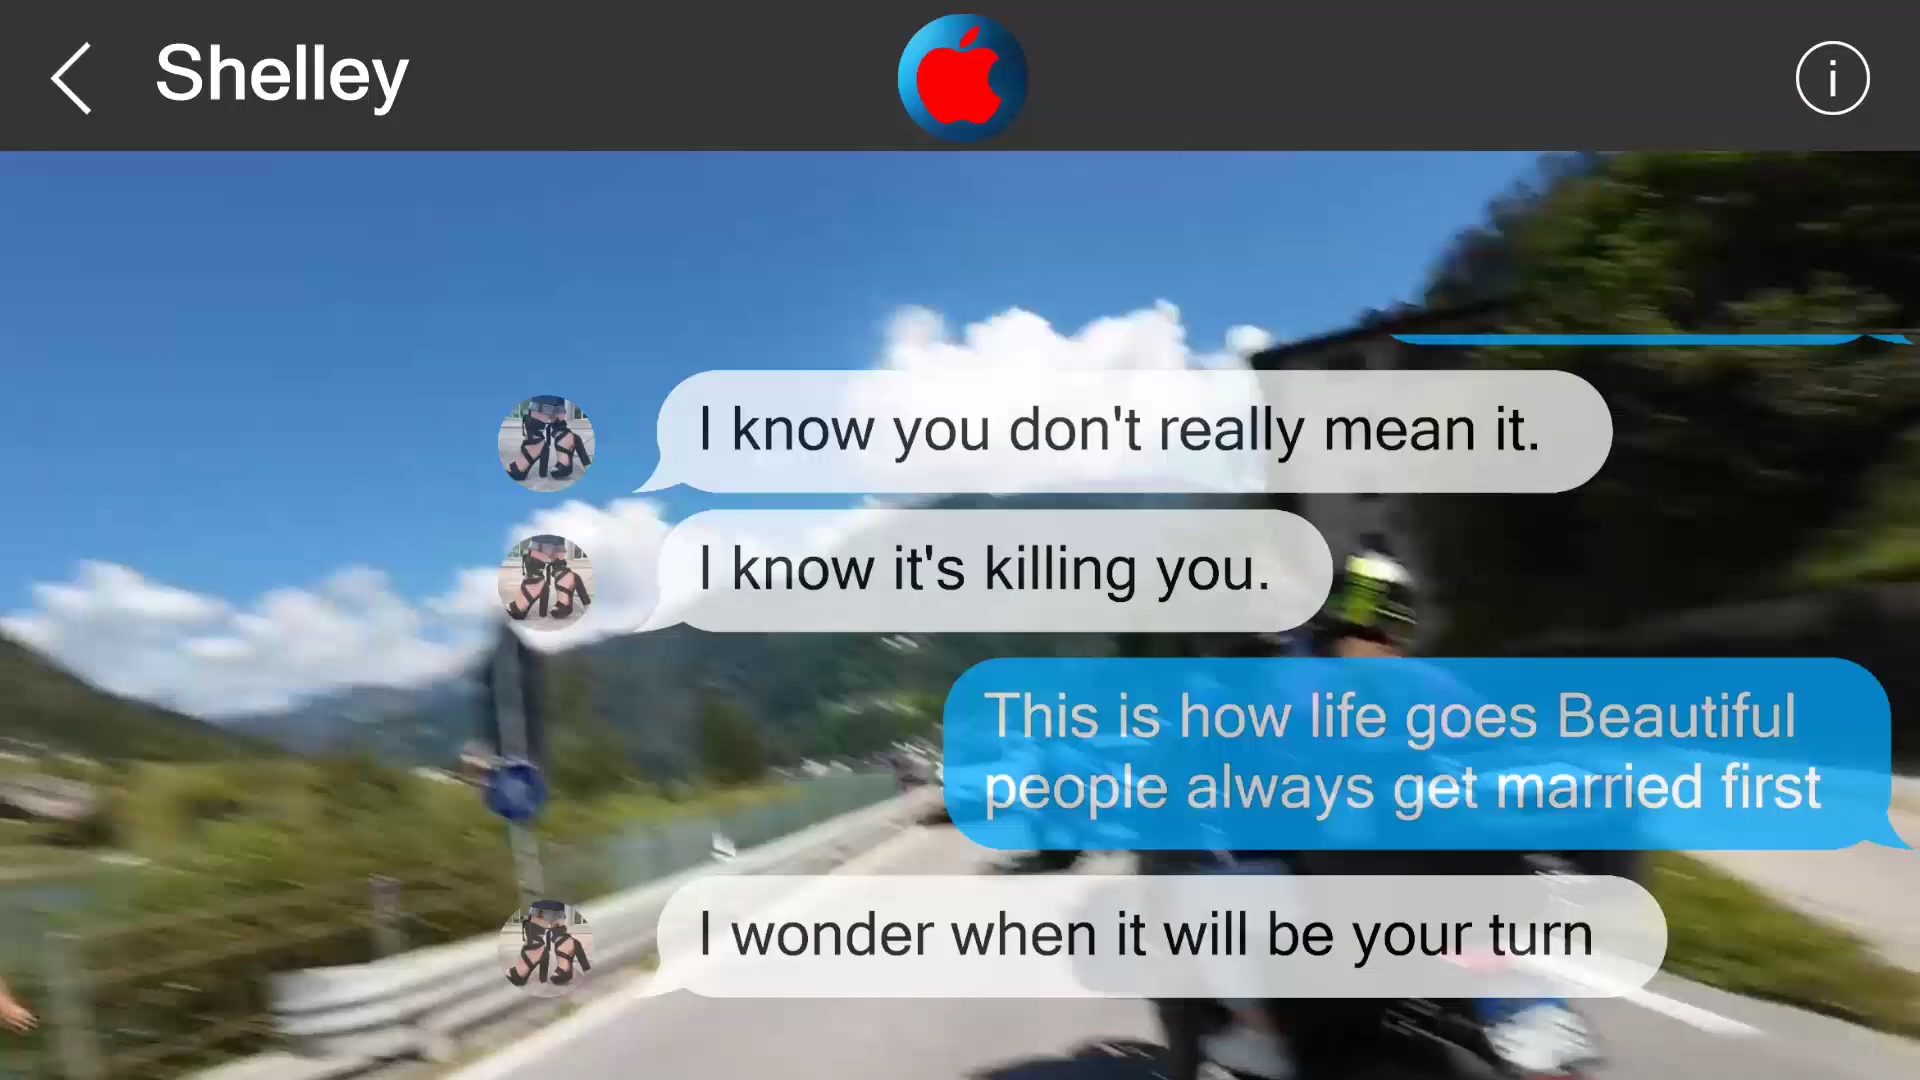 Shelley
I know you don't really mean it.
I know it's killing you.
This is how life goes Beautiful
people always get married first
I wonder when it will be your turn